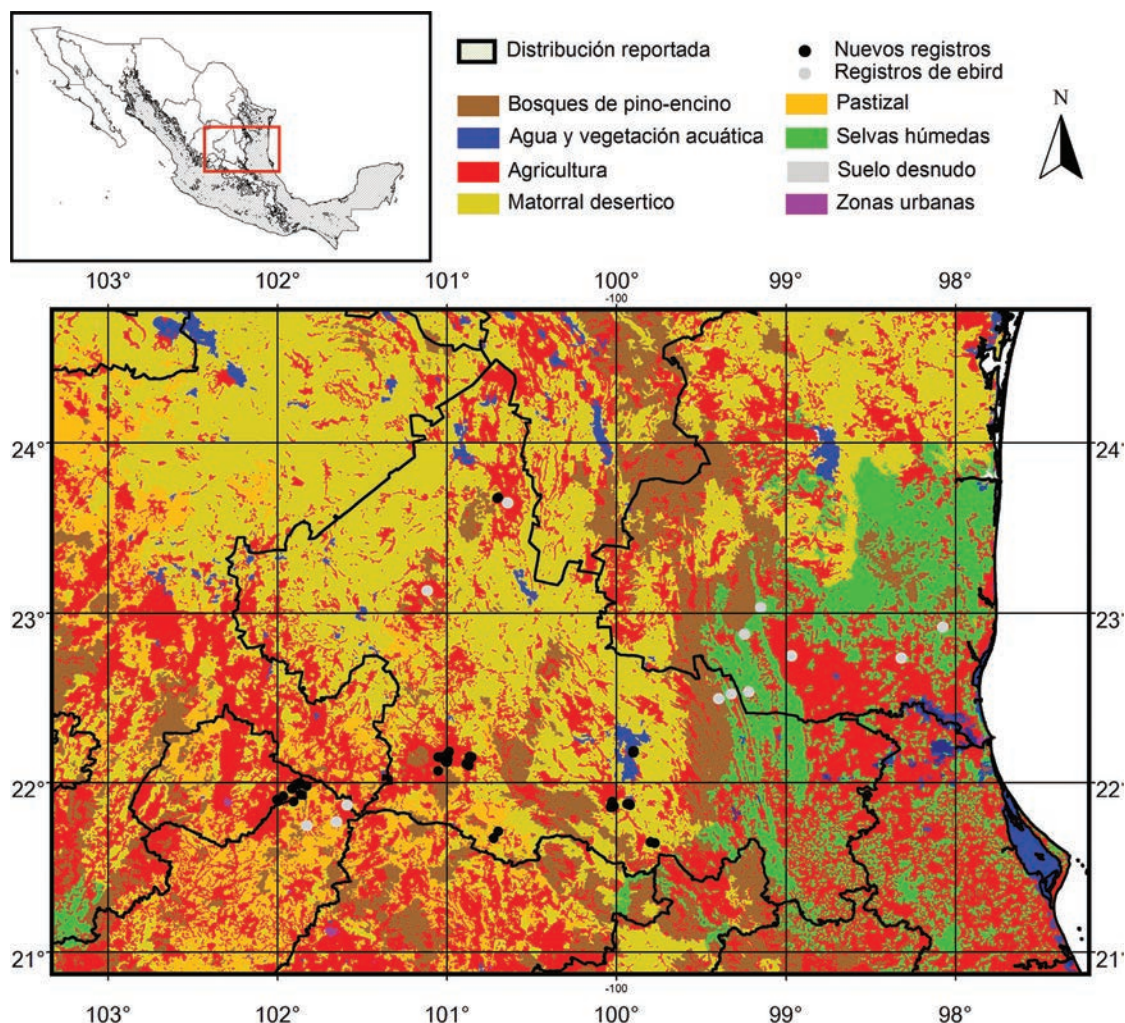 Distribución reportada
Nuevos registros
Registros de ebird
Bosques de pino-encino
Pastizal
Agua y vegetación acuática
Selvas húmedas
Agricultura
Suelo desnudo
Matorral desertico
Zonas urbanas
N
103° 102° 101° 100° 99° 98°
-100
24° 24°
23° 23°
22° 22°
21° 21°
-100
103° 102° 101° 100° 99° 98°